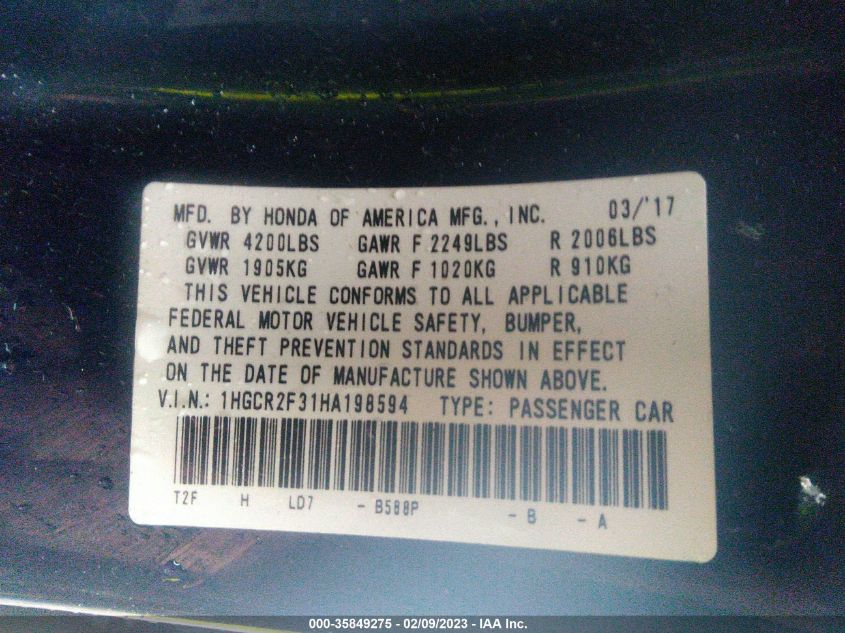 MFD. BY HONDA OF AMERICA MFG., INC. 03/'17
GVWR 4200LBS GAWR F 2249LBS R 2006LBS
GVWR 1905KG GAWR F 1020KG R 910KG
THIS VEHICLE CONFORMS TO ALL APPLICABLE
FEDERAL MOTOR VEHICLE SAFETY, BUMPER,
AND THEFT PREVENTION STANDARDS IN EFFECT
ON THE DATE OF MANUFACTURE SHOWN ABOVE.
V.I.N.: 1HGCR2F31HA198594 TYPE: PASSENGER CAR
T2F H LD7 - B588P - B - A
000-35849275 - 02/09/2023 - IAA Inc.